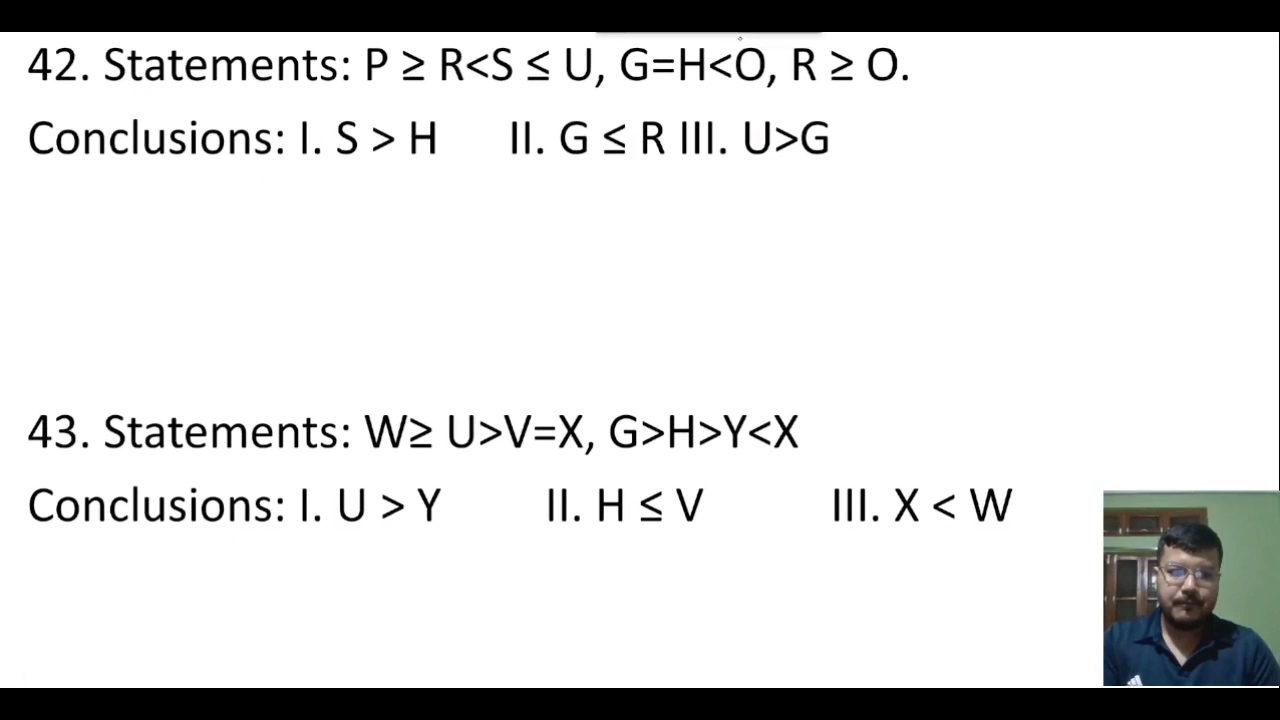 42. Statements: P ≥ R<S ≤ U, G=H<O, R ≥ O.
Conclusions: I. S > H II. G ≤ R III. U>G
43. Statements: W≥ U>V=X, G>H>Y<X
Conclusions: I. U > Y II. H ≤ V III. X < W